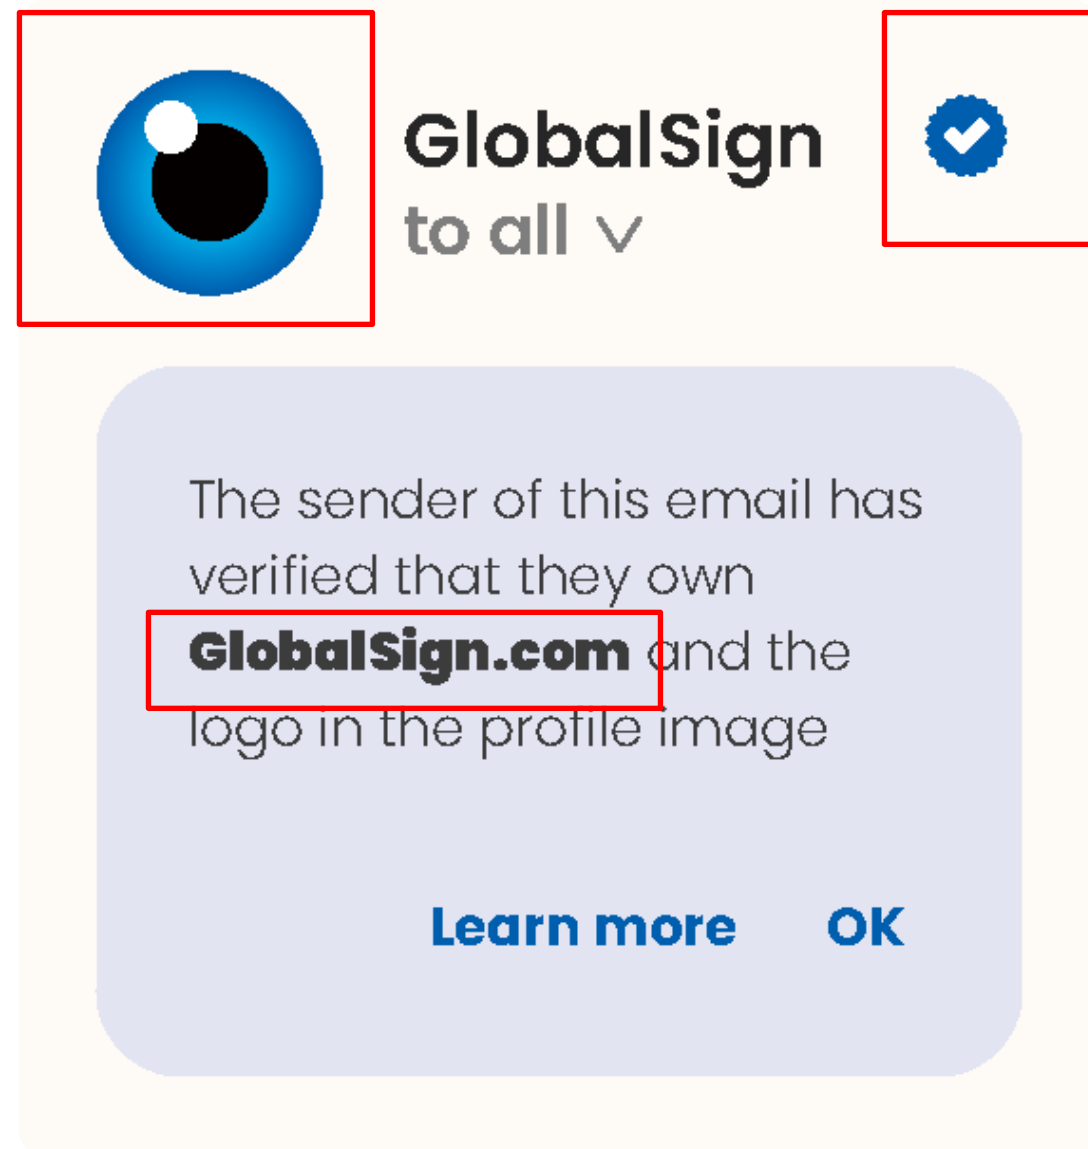 GlobalSign
to all
The sender of this email has
verified that they own
GlobalSign.com and the
logo in the profile image
Learn more OK